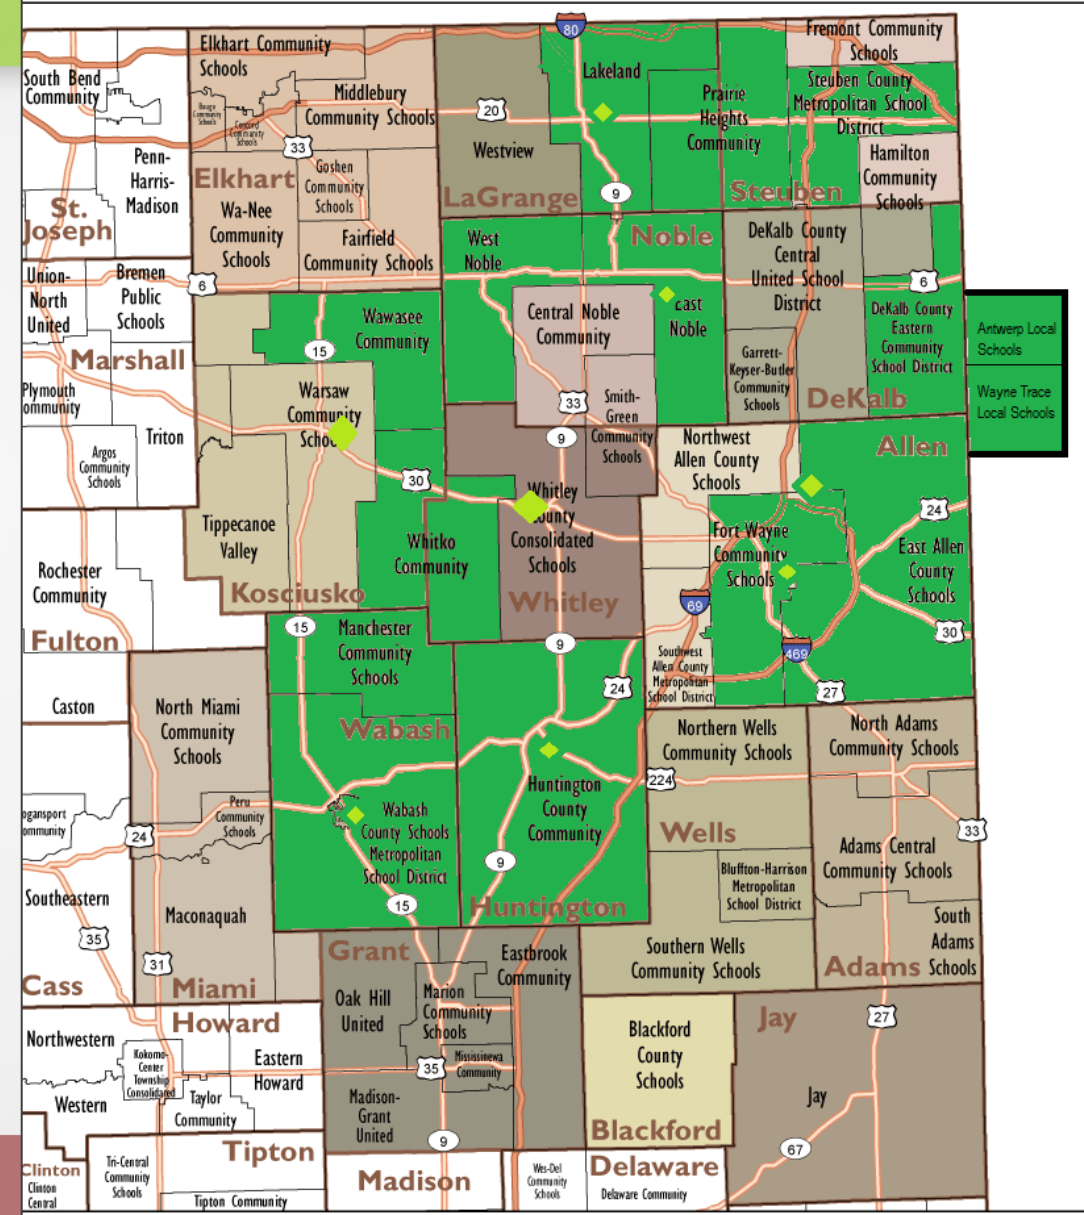 80
Fremont Community
Schools
Elkhart Community
Schools
South Bend
Community
Lakeland
Steuben County
Metropolitan School
District
Middlebury
Community Schools
Prairie
Heights
Community
Baugo
Community
Schools
Concord
Community
Schools
20
33
Westview
Penn-
Harris-
Madison
Goshen
Community
Schools
Hamilton
Community
Schools
Elkhart
LaGrange
9
Steuben
St.
Joseph
Wa-Nee
Community
Schools
Fairfield
Community Schools
West
Noble
Noble
DeKalb County
Central
United School
District
Union-
North
United
Bremen
Public
Schools
6
6
Central Noble
Community
East
Noble
DeKalb County
Eastern
Community
School District
Antwerp Local
Schools
Wawasee
Community
15
Marshall
Garrett-
Keyser-Butler
Community
Schools
DeKalb
Wayne Trace
Local Schools
Plymouth
Community
Warsaw
Community
Schools
33
Smith-
Green
Community
Schools
Triton
9
Northwest
Allen County
Schools
Allen
Argos
Community
Schools
30
Whitley
County
Consolidated
Schools
24
Tippecanoe
Valley
Whitko
Community
Fort Wayne
Community
Schools
East Allen
County
Schools
Rochester
Community
Kosciusko
Whitley
69
Fulton
15
Manchester
Community
Schools
9
30
469
Southwest
Allen County
Metropolitan
School District
24
27
Caston
North Miami
Community
Schools
Wabash
Northern Wells
Community Schools
North Adams
Community Schools
Huntington
County
Community
224
Peru
Community
Schools
Wabash
County Schools
Metropolitan
School District
ogansport
ommunity
24
Wells
33
Adams Central
Community Schools
9
Bluffton-Harrison
Metropolitan
School District
Southeastern
Maconaquah
15
Huntington
South
Adams
Schools
35
Grant
Eastbrook
Community
Southern Wells
Community Schools
Adams
31
Cass
Miami
Oak Hill
United
Marion
Community
Schools
Howard
Jay
27
Northwestern
Blackford
County
Schools
Kokomo-
Center
Township
Consolidated
Eastern
Howard
35
Mississinewa
Community
Western
Taylor
Community
Madison-
Grant
United
Jay
Blackford
9
67
Tipton
Clinton
Clinton
Central
Tri-Central
Community
Schools
Tipton Community
Madison
Wes-Del
Community
Schools
Delaware
Delaware Community